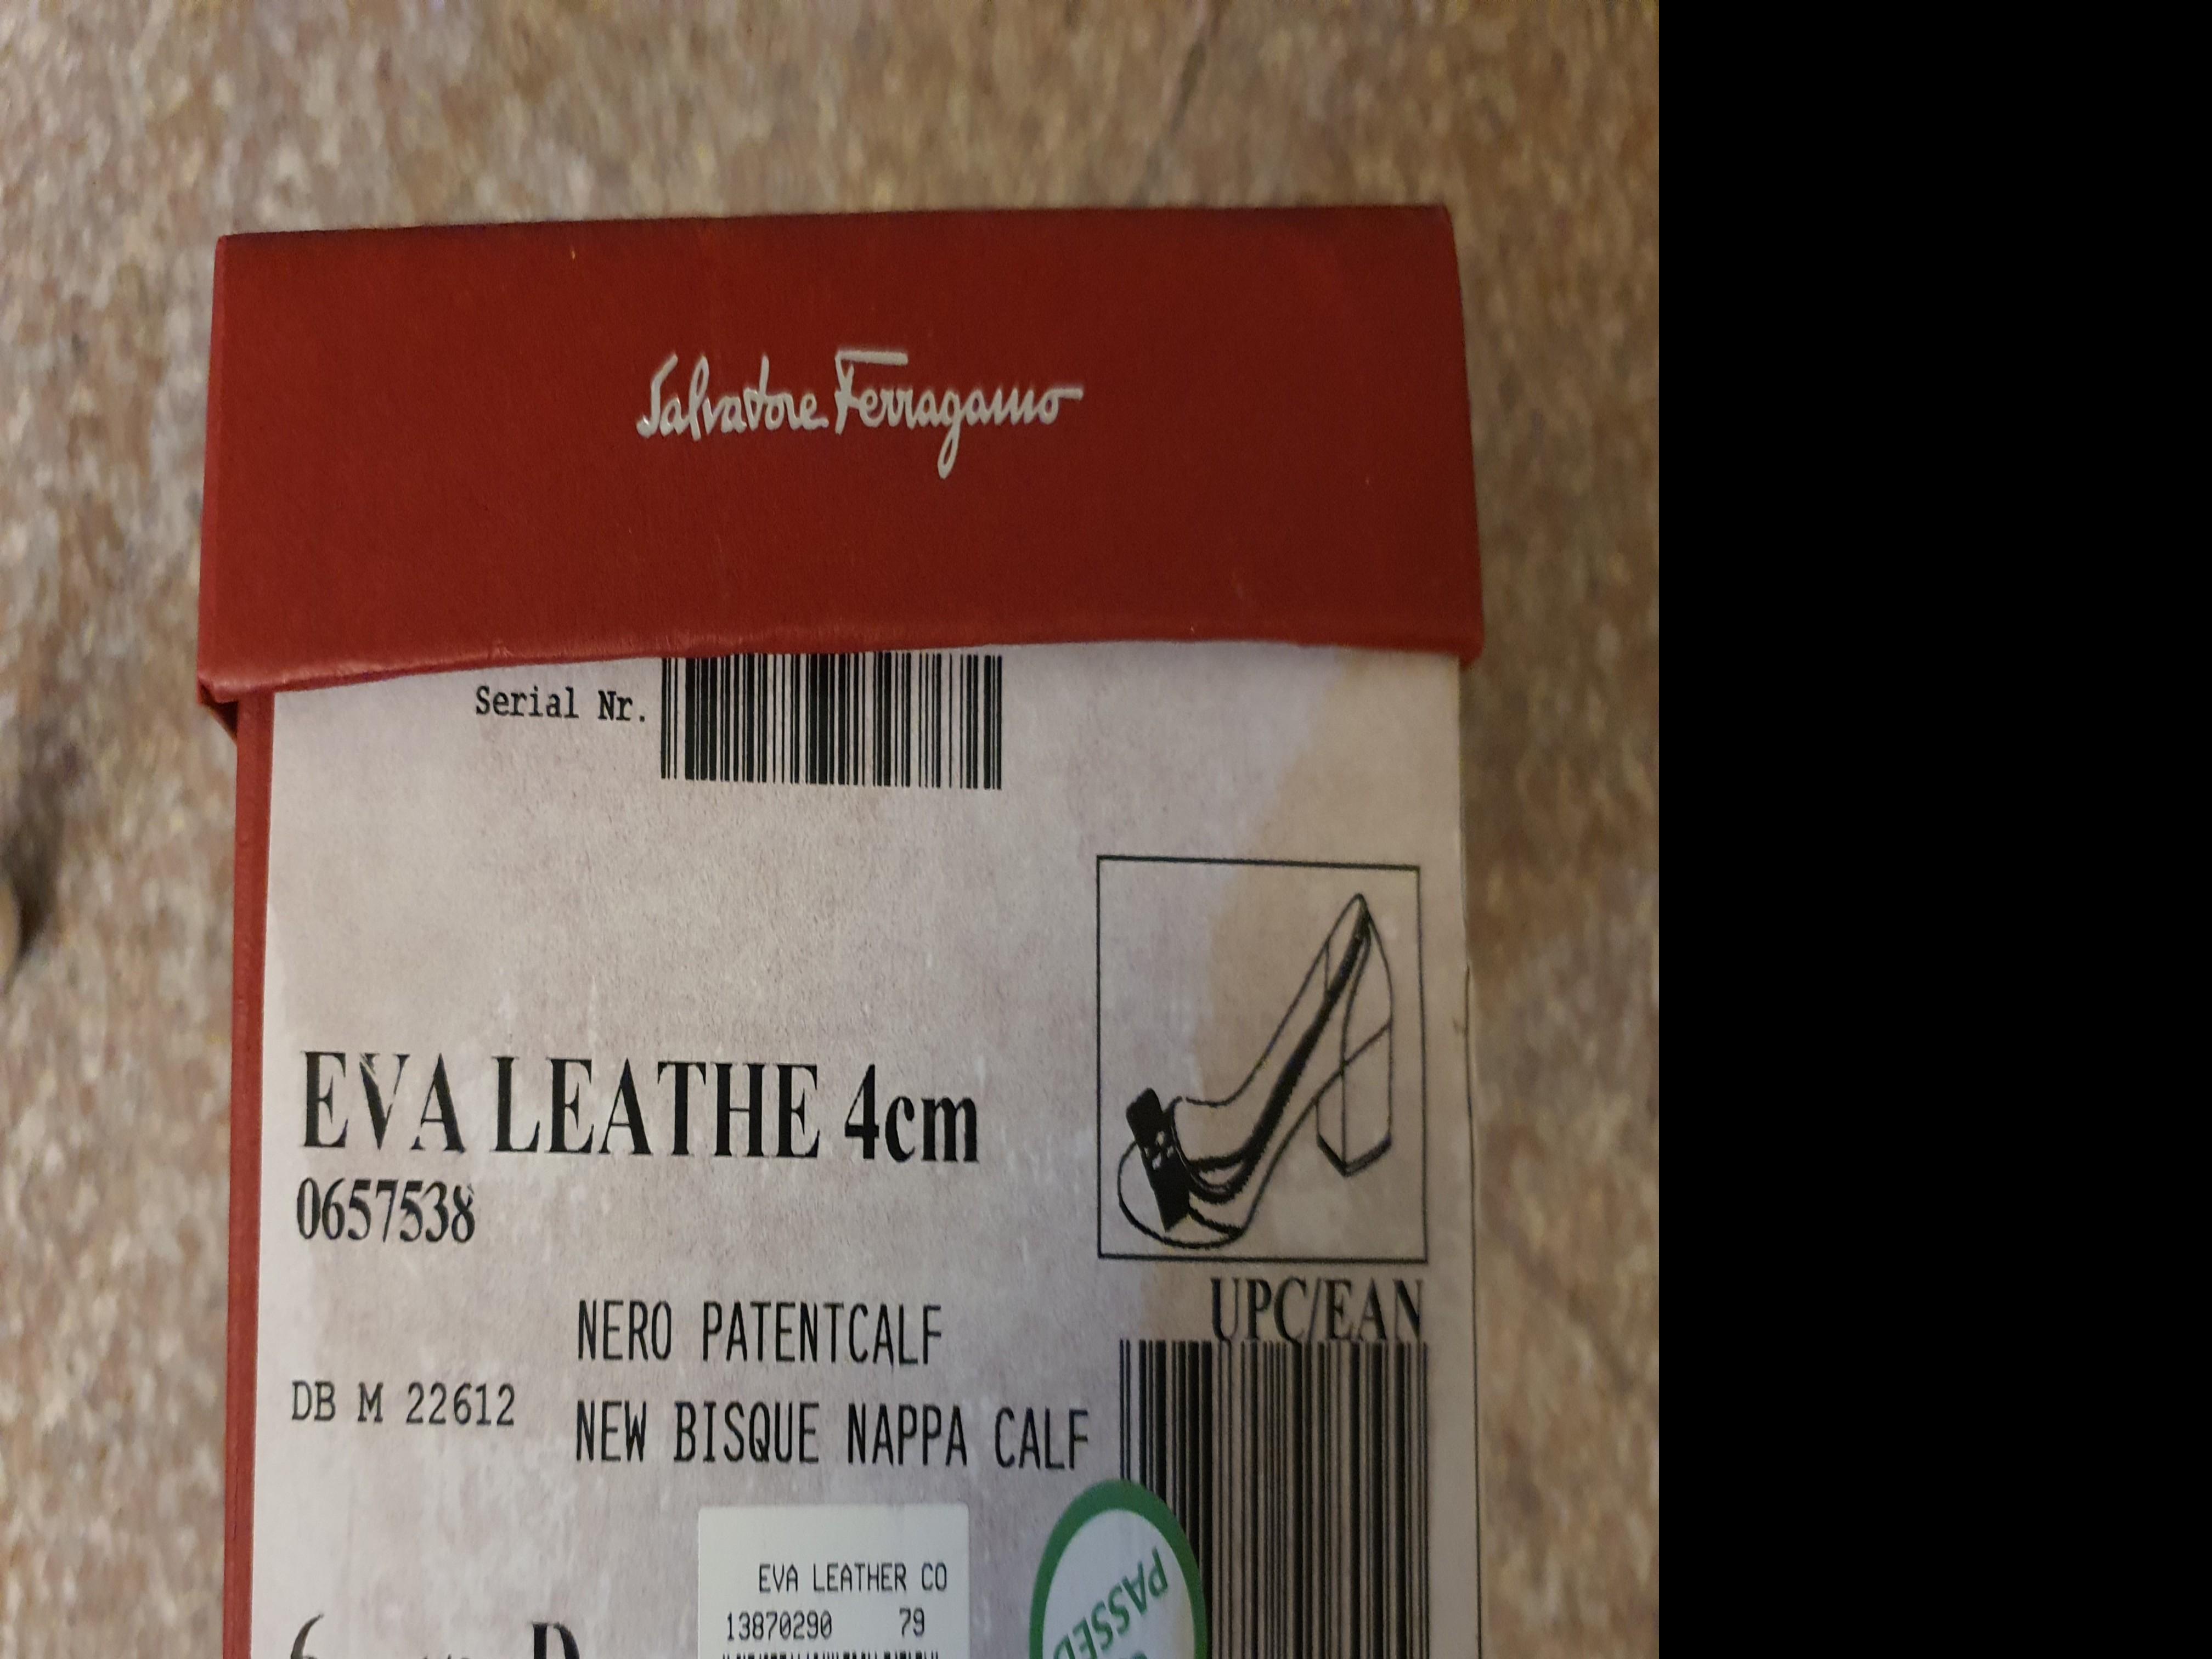 Salvatore Ferragamo
Serial Nr.
EVA LEATHE 4cm
0657538
NERO PATENTCALF
UPC/EAN
DB M 22612
NEW BISQUE NAPPA CALF
EVA LEATHER CO
13870290 79
PASSED